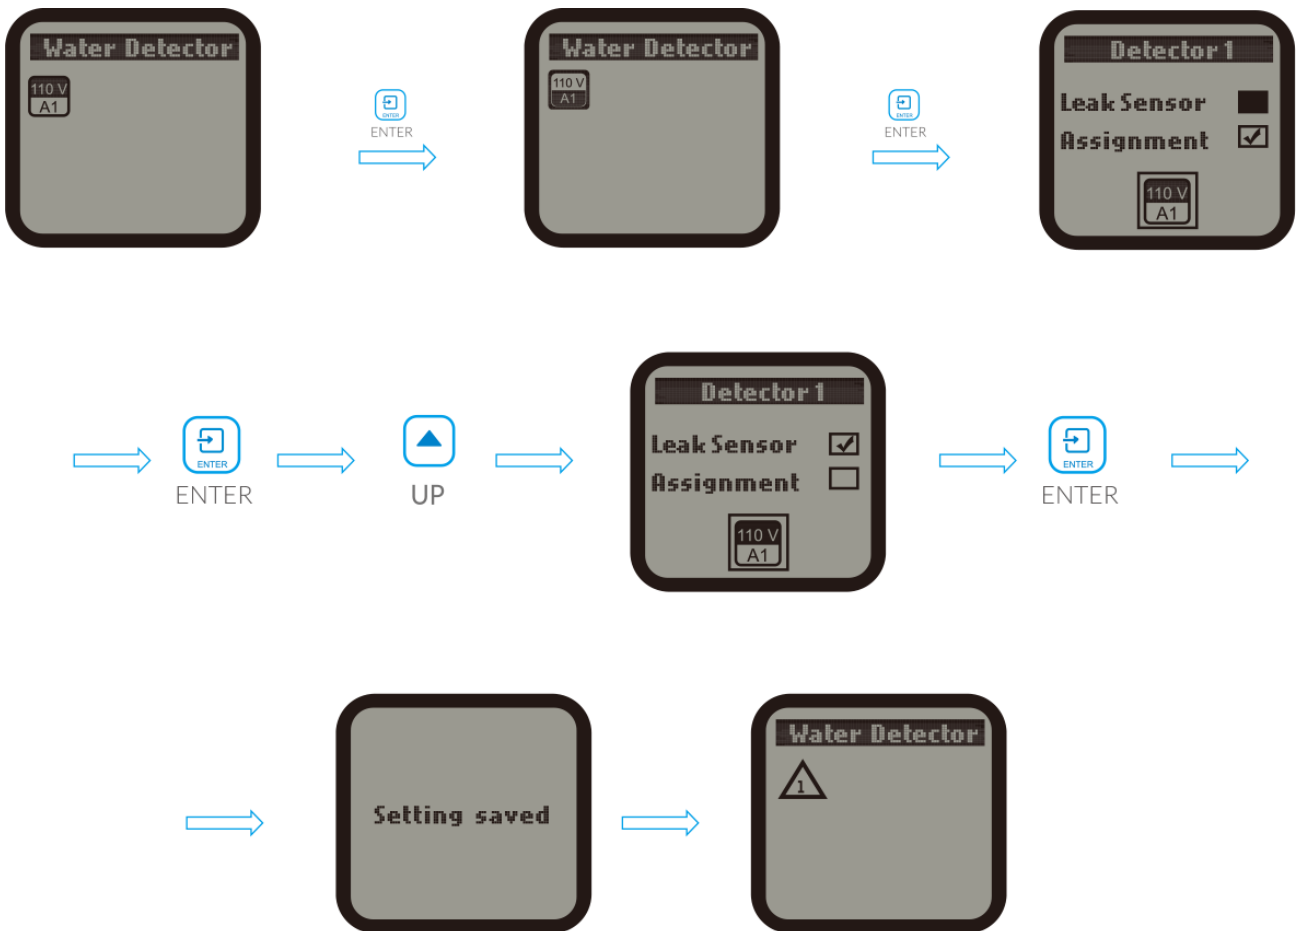 Water Detector
110 V
A1
ENTER
ENTER
Water Detector
110 V
A1
ENTER
ENTER
Detector 1
Leak Sensor
Assignment
110 V
A1
ENTER
ENTER
UP
Detector 1
Leak Sensor
Assignment
110 V
A1
ENTER
ENTER
Setting saved
Water Detector
1